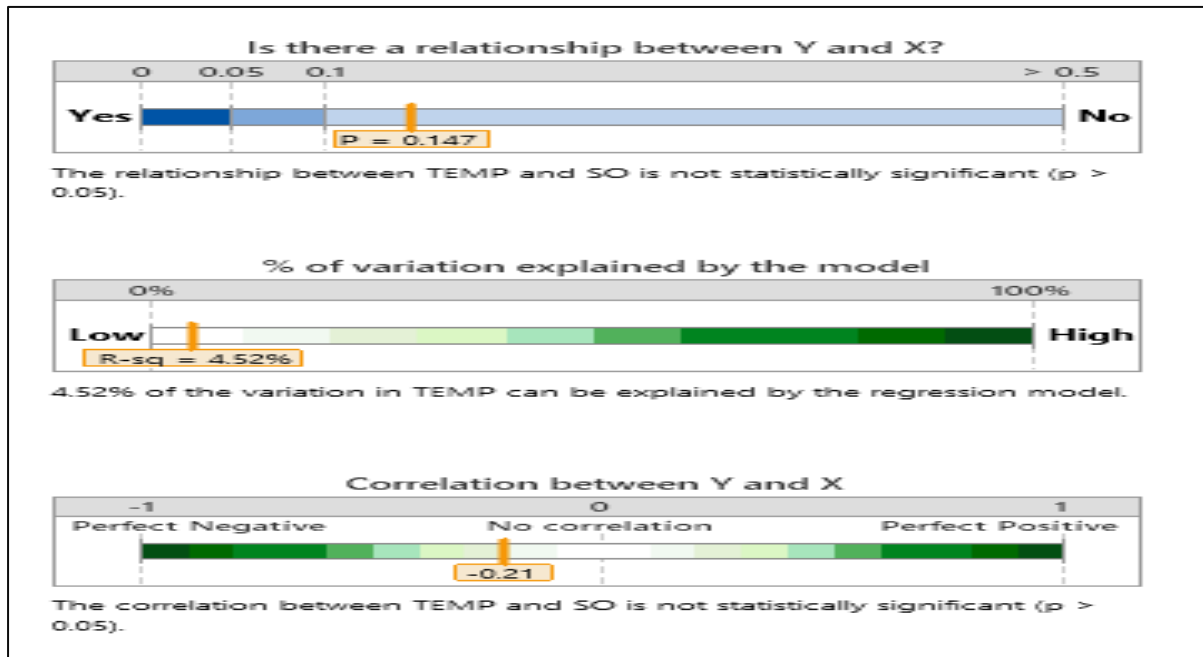 Is there a relationship between Y and X?
0 0.05 0.1 > 0.5
Yes No
P = 0.147
The relationship between TEMP and SO is not statistically significant (p >
0.05).
% of variation explained by the model
0% 100%
Low High
R-sq = 4.52%
4.52% of the variation in TEMP can be explained by the regression model.
Correlation between Y and X
-1 0 1
Perfect Negative No correlation Perfect Positive
-0.21
The correlation between TEMP and SO is not statistically significant (p >
0.05).